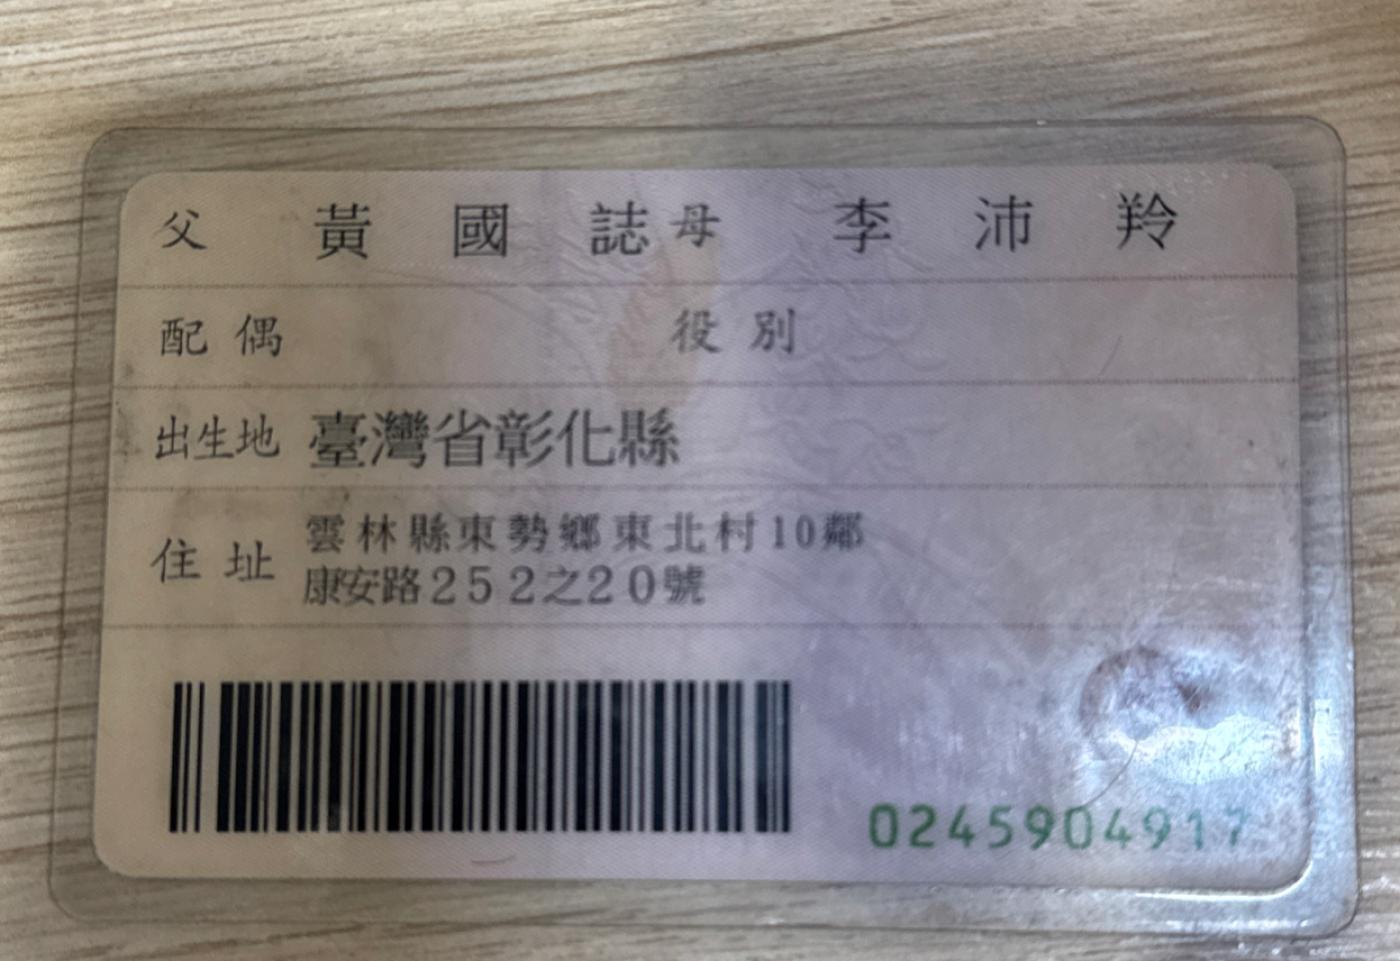 父 黃國誌 母 李沛羚
配偶 役別
出生地 臺灣省彰化縣
住址 雲林縣東勢鄉東北村10鄰
康安路252之20號
0245904917